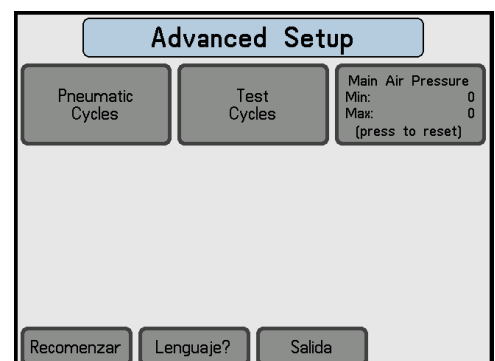 Advanced Setup
Pneumatic
Cycles
Test
Cycles
Main Air Pressure
Min: 0
Max: 0
(press to reset)
Recomenzar
Lenguaje?
Salida